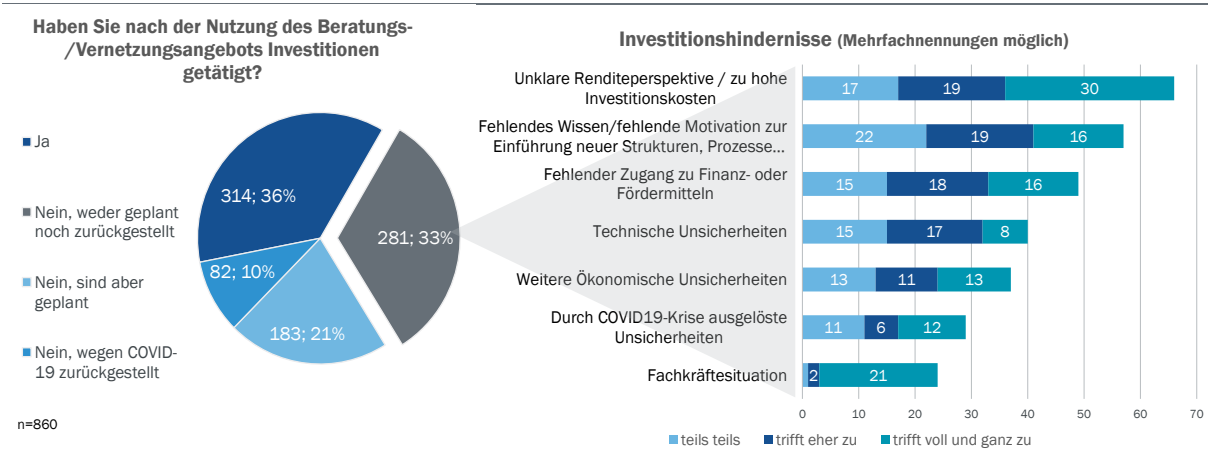 Haben Sie nach der Nutzung des Beratungs-
/Vernetzungsangebots Investitionen
getätigt?
Ja
Nein, weder geplant
noch zurückgestellt
Nein, sind aber
geplant
Nein, wegen COVID-
19 zurückgestellt
314; 36%
281; 33%
82; 10%
183; 21%
n=860
Investitionshindernisse (Mehrfachnennungen möglich)
Unklare Renditeperspektive / zu hohe
Investitionskosten
17 19 30
Fehlendes Wissen/fehlende Motivation zur
Einführung neuer Strukturen, Prozesse...
22 19 16
Fehlender Zugang zu Finanz- oder
Fördermitteln
15 18 16
Technische Unsicherheiten
15 17 8
Weitere Ökonomische Unsicherheiten
13 11 13
Durch COVID19-Krise ausgelöste
Unsicherheiten
11 6 12
Fachkräftesituation
2 21
0 10 20 30 40 50 60 70
teils teils trifft eher zu trifft voll und ganz zu